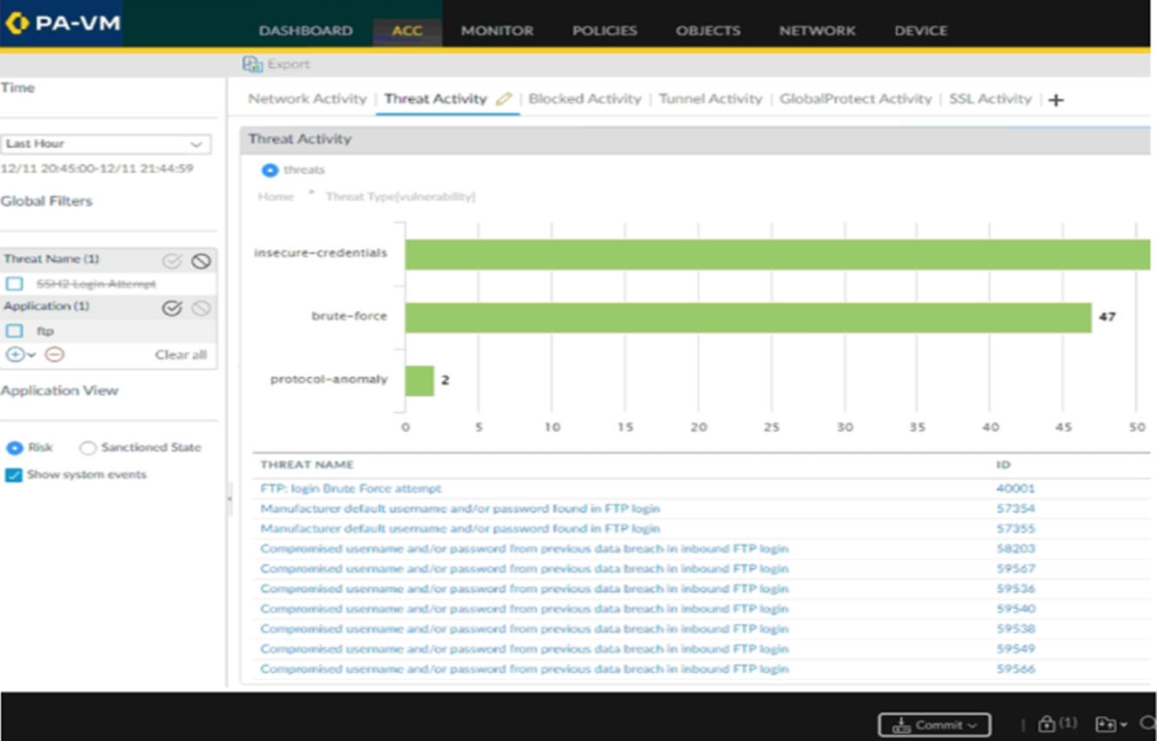 PA-VM
DASHBOARD ACC MONITOR POLICIES OBJECTS NETWORK DEVICE
Export
Time
Last Hour
12/11 20:45:00-12/11 21:44:59
Global Filters
Threat Name (1)
SSH2 Login Attempt
Application (1)
ftp
Clear all
Application View
Risk Sanctioned State
Show system events
Network Activity | Threat Activity | Blocked Activity | Tunnel Activity | GlobalProtect Activity | SSL Activity | +
Threat Activity
threats
Home Threat Type[vulnerability]
insecure-credentials
brute-force 47
protocol-anomaly 2
0 5 10 15 20 25 30 35 40 45 50
THREAT NAME ID
FTP: login Brute Force attempt 40001
Manufacturer default username and/or password found in FTP login 57354
Manufacturer default username and/or password found in FTP login 57355
Compromised username and/or password from previous data breach in inbound FTP login 58203
Compromised username and/or password from previous data breach in inbound FTP login 59567
Compromised username and/or password from previous data breach in inbound FTP login 59536
Compromised username and/or password from previous data breach in inbound FTP login 59540
Compromised username and/or password from previous data breach in inbound FTP login 59538
Compromised username and/or password from previous data breach in inbound FTP login 59549
Compromised username and/or password from previous data breach in inbound FTP login 59566
Commit | (1)